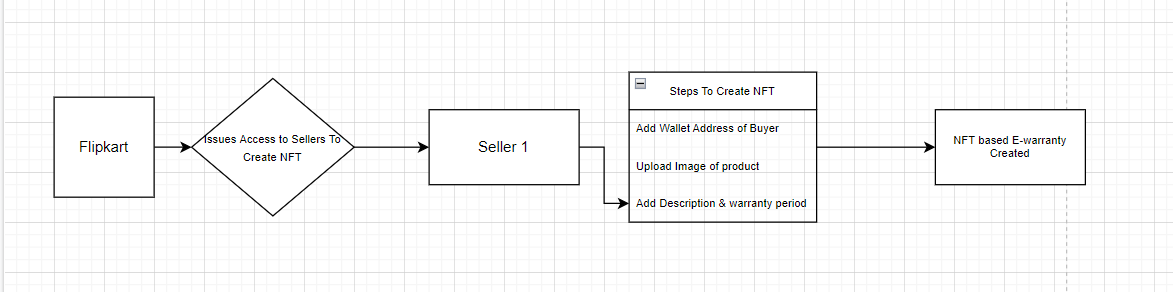 Flipkart
Issues Access to Sellers To
Create NFT
Seller 1
Steps To Create NFT
Add Wallet Address of Buyer
Upload Image of product
Add Description & warranty period
NFT based E-warranty
Created